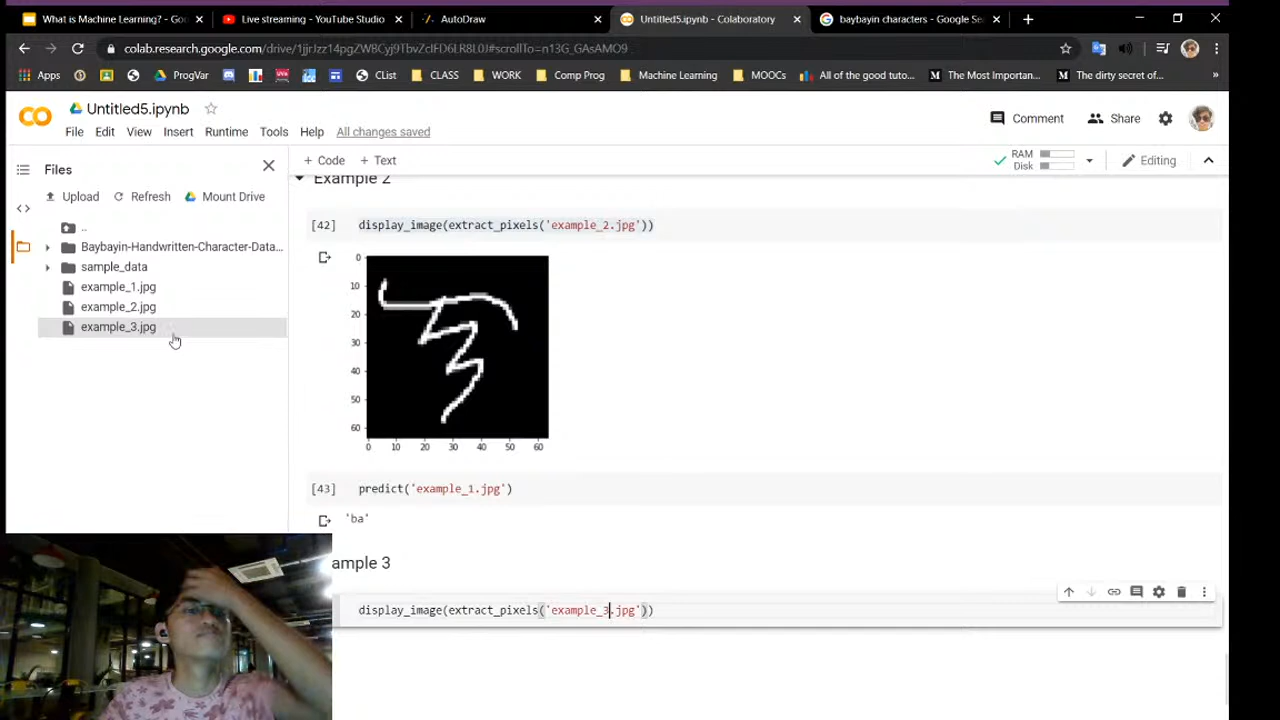 What is Machine Learning? - Goo
Live streaming - YouTube Studio
AutoDraw
Untitled5.ipynb - Colaboratory
baybayin characters - Google Se
colab.research.google.com/drive/1jjrJzz14pgZW8Cyj9TbvZcIFD6LR8L0J#scrollTo=n13G_GAsAMO9
Apps
ProgVar
CList
CLASS
WORK
Comp Prog
Machine Learning
MOOCs
All of the good tuto...
The Most Importan...
The dirty secret of...
Untitled5.ipynb
File Edit View Insert Runtime Tools Help All changes saved
Comment
Share
Files
+ Code + Text
RAM
Disk
Editing
Upload Refresh Mount Drive
..
Baybayin-Handwritten-Character-Data...
sample_data
example_1.jpg
example_2.jpg
example_3.jpg
Example 2
[42] display_image(extract_pixels('example_2.jpg'))
0
10
20
30
40
50
60
0 10 20 30 40 50 60
[43] predict('example_1.jpg')
'ba'
ample 3
display_image(extract_pixels('example_3.jpg'))